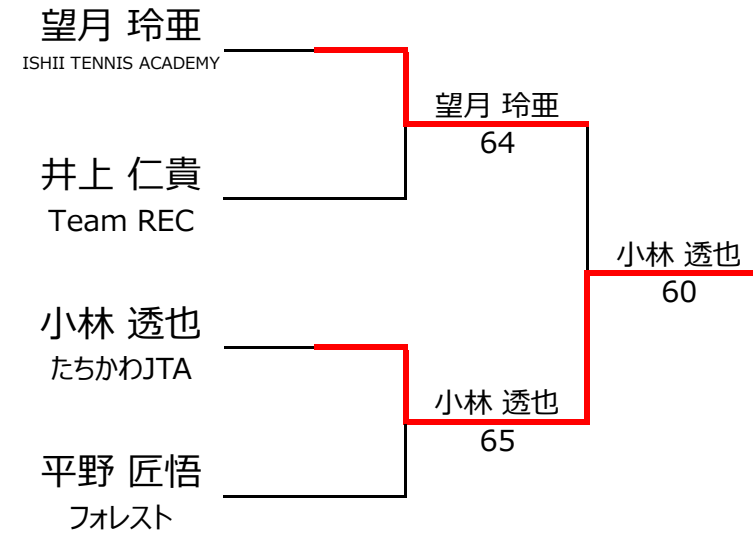 望月 玲亜
ISHII TENNIS ACADEMY
望月 玲亜
64
井上 仁貴
Team REC
小林 透也
60
小林 透也
たちかわJTA
小林 透也
65
平野 匠悟
フォレスト